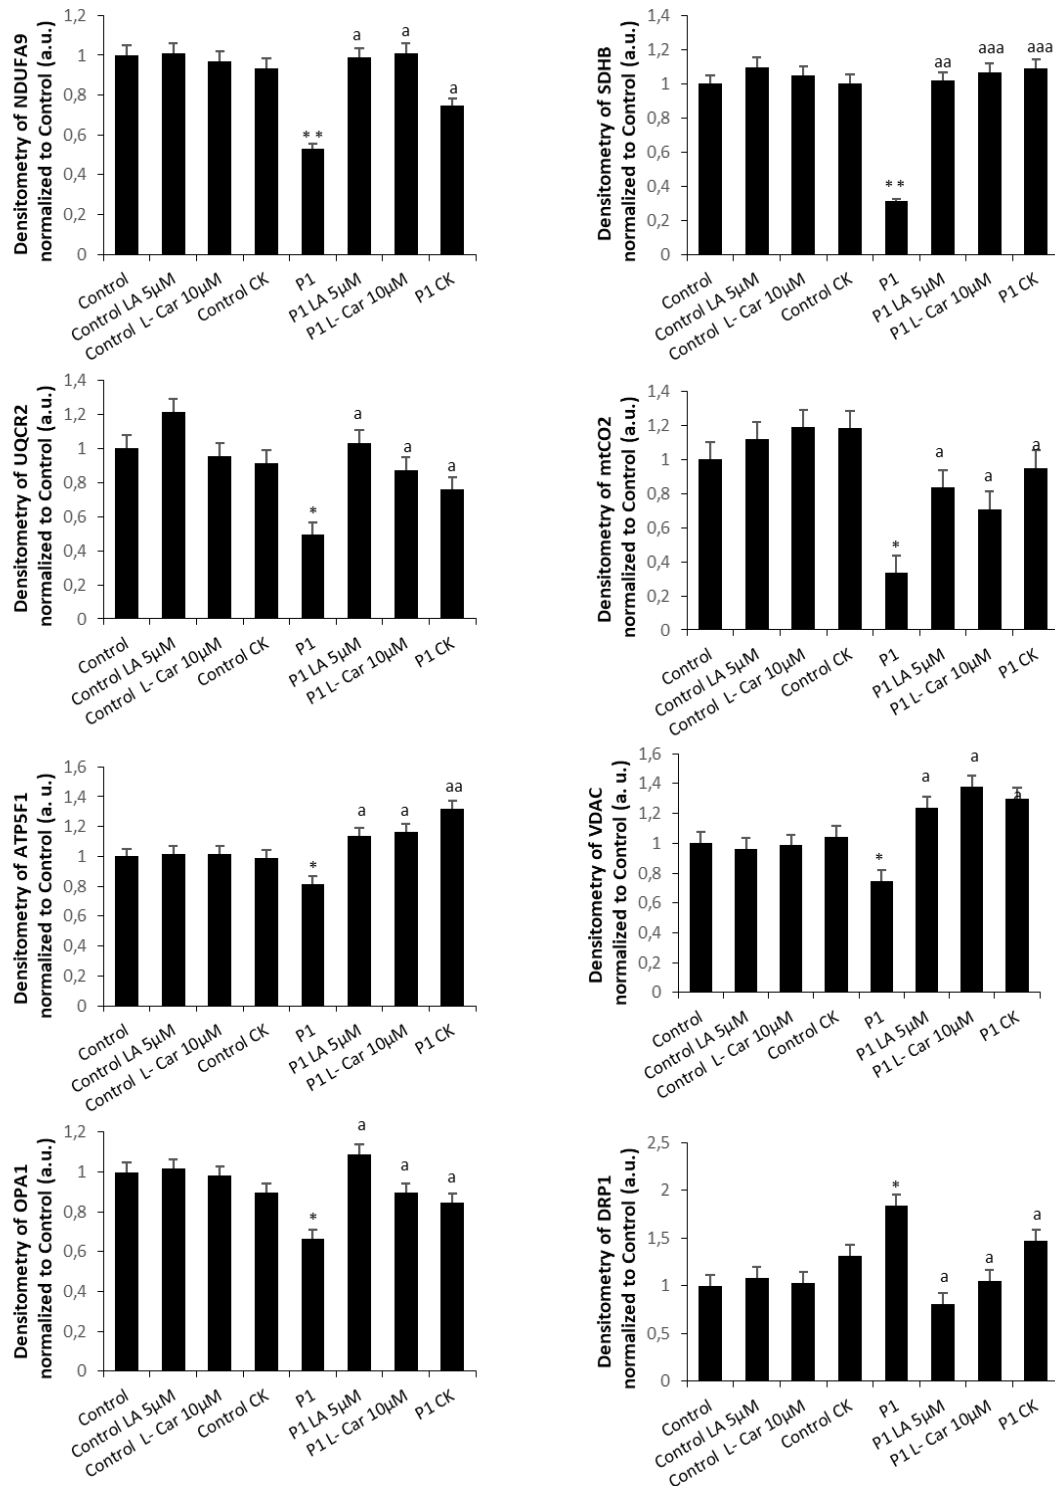 Densitometry of NDUFA9
normalized to Control (a.u.)
1,2
1
0,8
0,6
0,4
0,2
0
**
a
a
a
Control
Control LA 5µM
Control L- Car 10µM
Control CK
P1
P1 LA 5µM
P1 L- Car 10µM
P1 CK
Densitometry of SDHB
normalized to Control (a.u.)
1,4
1,2
1
0,8
0,6
0,4
0,2
0
**
aa
aaa
aaa
Control
Control LA 5µM
Control L- Car 10µM
Control CK
P1
P1 LA 5µM
P1 L- Car 10µM
P1 CK
Densitometry of UQCR2
normalized to Control (a.u.)
1,4
1,2
1
0,8
0,6
0,4
0,2
0
*
a
a
a
Control
Control LA 5µM
Control L- Car 10µM
Control CK
P1
P1 LA 5µM
P1 L- Car 10µM
P1 CK
Densitometry of mtCO2
normalized to Control (a.u.)
1,4
1,2
1
0,8
0,6
0,4
0,2
0
*
a
a
a
Control
Control LA 5µM
Control L- Car 10µM
Control CK
P1
P1 LA 5µM
P1 L- Car 10µM
P1 CK
Densitometry of ATP5F1
normalized to Control (a. u.)
1,6
1,4
1,2
1
0,8
0,6
0,4
0,2
0
*
a
a
aa
Control
Control LA 5µM
Control L- Car 10µM
Control CK
P1
P1 LA 5µM
P1 L- Car 10µM
P1 CK
Densitometry of VDAC
normalized to Control (a. u.)
1,6
1,4
1,2
1
0,8
0,6
0,4
0,2
0
*
a
a
a
Control
Control LA 5µM
Control L- Car 10µM
Control CK
P1
P1 LA 5µM
P1 L- Car 10µM
P1 CK
Densitometry of OPA1
normalized to Control (a.u.)
1,2
1
0,8
0,6
0,4
0,2
0
*
a
a
a
Control
Control LA 5µM
Control L- Car 10µM
Control CK
P1
P1 LA 5µM
P1 L- Car 10µM
P1 CK
Densitometry of DRP1
normalized to Control (a.u.)
2,5
2
1,5
1
0,5
0
*
a
a
a
Control
Control LA 5µM
Control L- Car 10µM
Control CK
P1
P1 LA 5µM
P1 L- Car 10µM
P1 CK